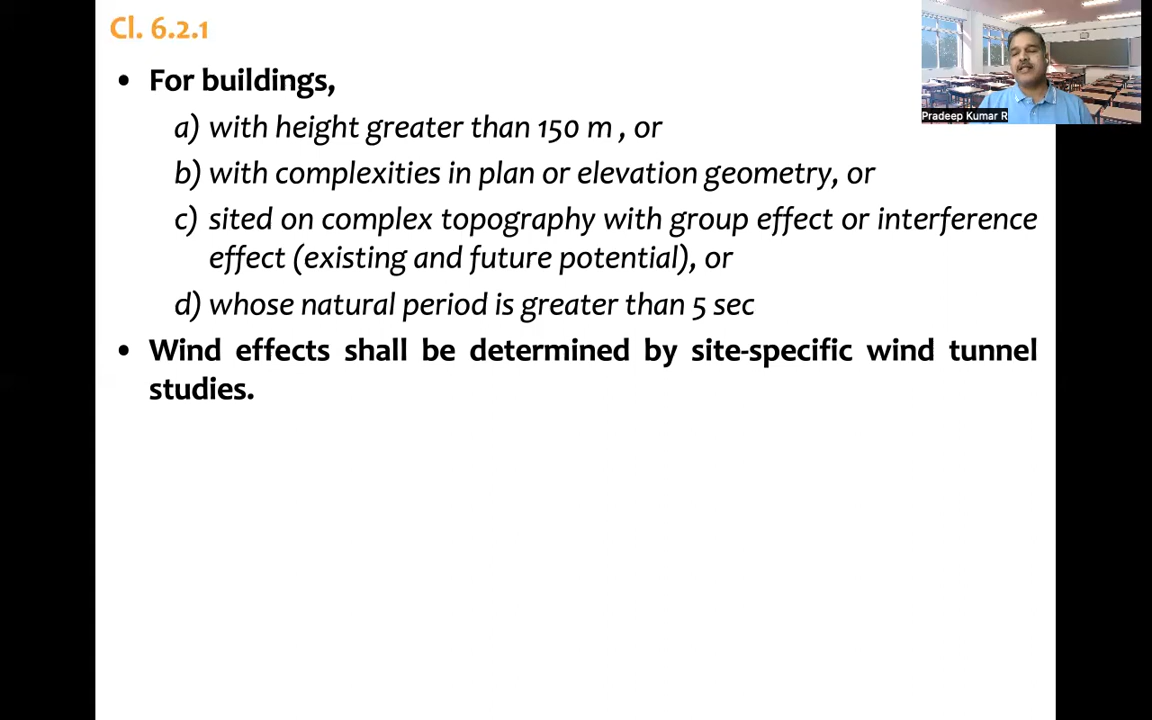 Cl. 6.2.1
• For buildings,
a) with height greater than 150 m , or
b) with complexities in plan or elevation geometry, or
c) sited on complex topography with group effect or interference
effect (existing and future potential), or
d) whose natural period is greater than 5 sec
• Wind effects shall be determined by site-specific wind tunnel
studies.
Pradeep Kumar R